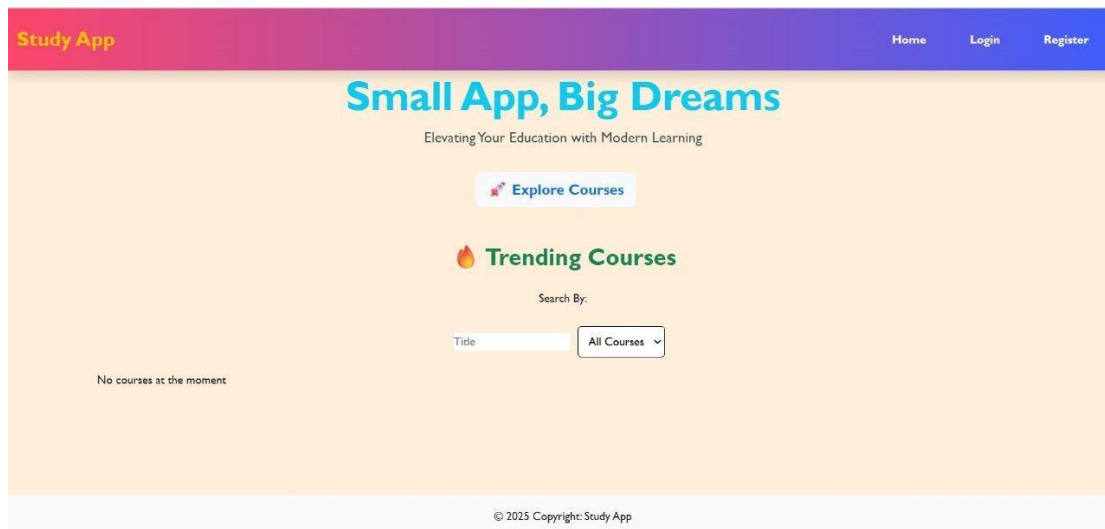 Study App
Home Login Register
Small App, Big Dreams
Elevating Your Education with Modern Learning
🚀 Explore Courses
🔥 Trending Courses
Search By:
Title All Courses
No courses at the moment
© 2025 Copyright: Study App